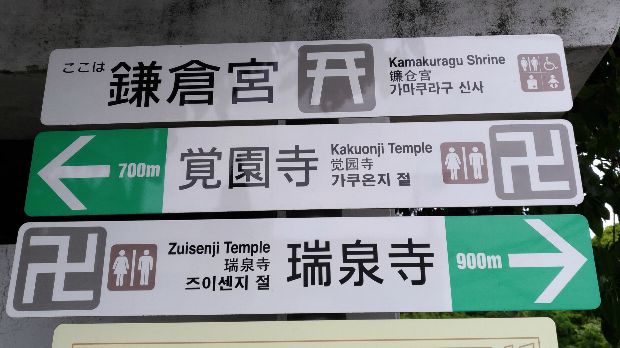 ここは 鎌倉宮
Kamakuragu Shrine
镰仓宫
가마쿠라구 신사
700m
覚園寺
Kakuonji Temple
觉园寺
가쿠온지 절
Zuisenji Temple
瑞泉寺
즈이센지 절
瑞泉寺
900m